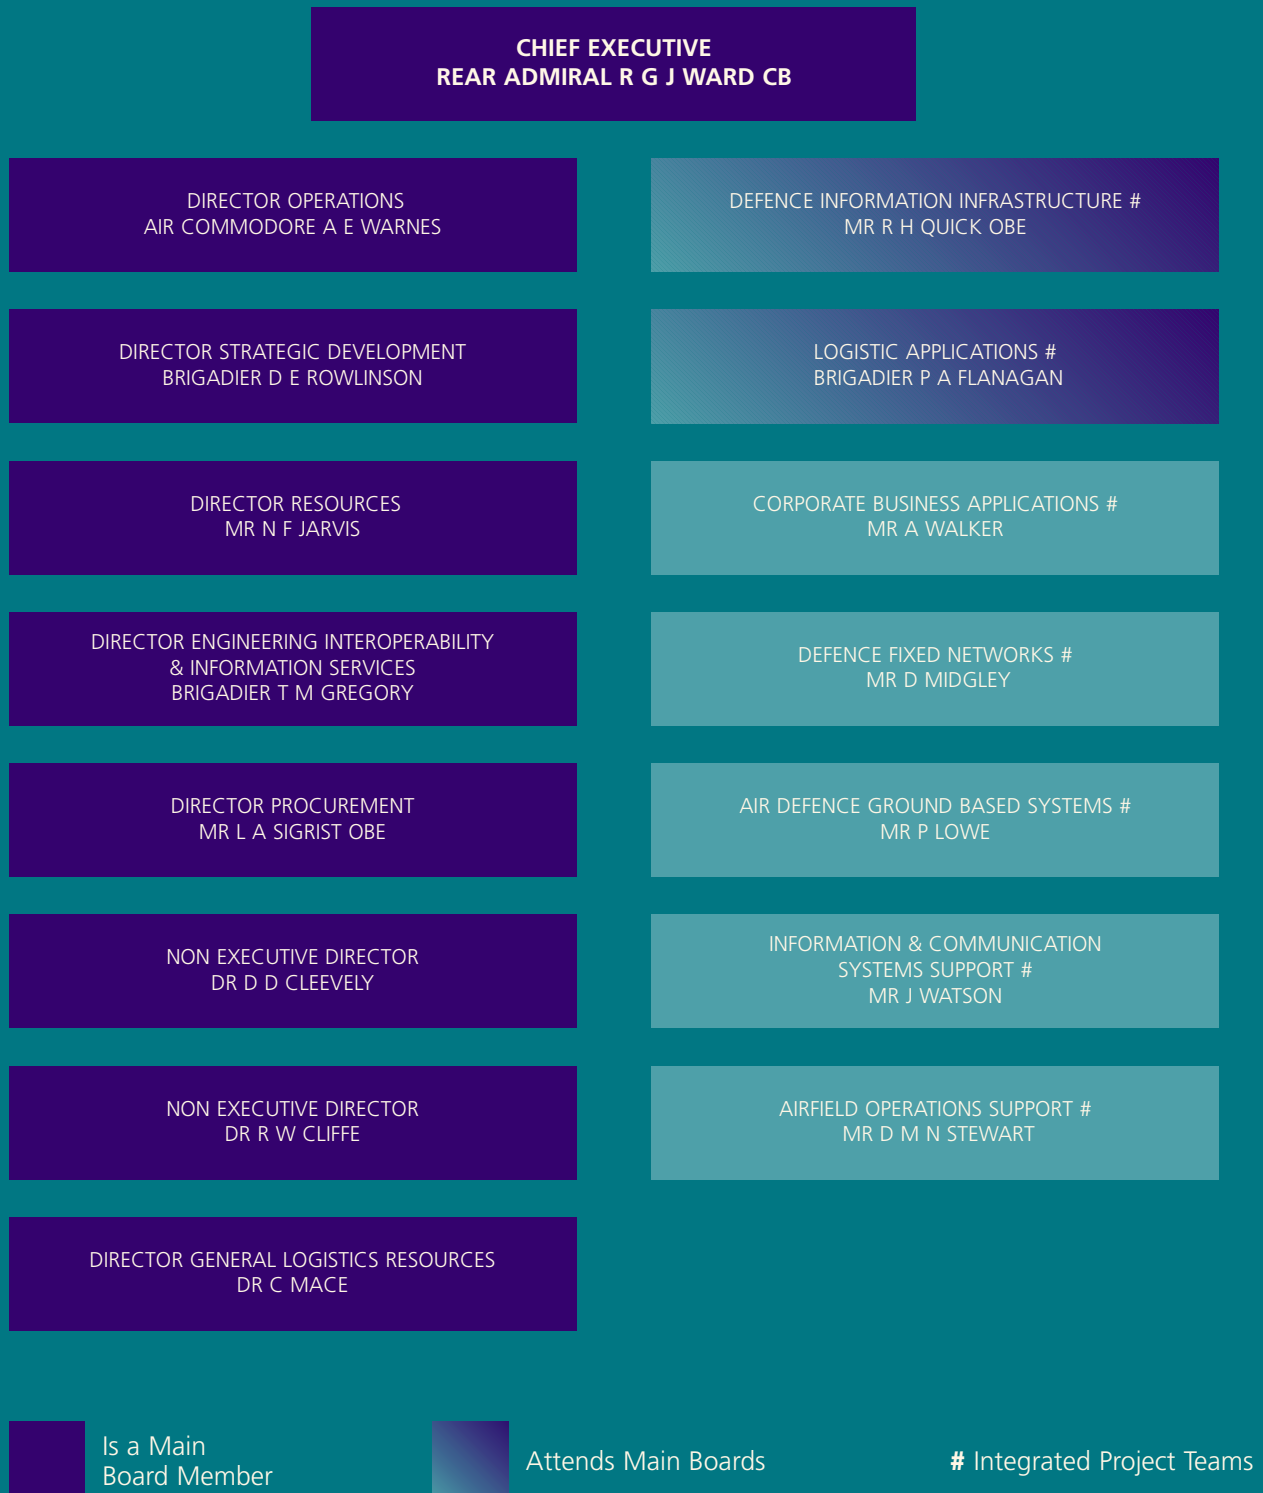 CHIEF EXECUTIVE
REAR ADMIRAL R G J WARD CB
DIRECTOR OPERATIONS
AIR COMMODORE A E WARNES
DIRECTOR STRATEGIC DEVELOPMENT
BRIGADIER D E ROWLINSON
DIRECTOR RESOURCES
MR N F JARVIS
DIRECTOR ENGINEERING INTEROPERABILITY
& INFORMATION SERVICES
BRIGADIER T M GREGORY
DIRECTOR PROCUREMENT
MR L A SIGRIST OBE
NON EXECUTIVE DIRECTOR
DR D D CLEEVELY
NON EXECUTIVE DIRECTOR
DR R W CLIFFE
DIRECTOR GENERAL LOGISTICS RESOURCES
DR C MACE
DEFENCE INFORMATION INFRASTRUCTURE #
MR R H QUICK OBE
LOGISTIC APPLICATIONS #
BRIGADIER P A FLANAGAN
CORPORATE BUSINESS APPLICATIONS #
MR A WALKER
DEFENCE FIXED NETWORKS #
MR D MIDGLEY
AIR DEFENCE GROUND BASED SYSTEMS #
MR P LOWE
INFORMATION & COMMUNICATION
SYSTEMS SUPPORT #
MR J WATSON
AIRFIELD OPERATIONS SUPPORT #
MR D M N STEWART
Is a Main
Board Member
Attends Main Boards
# Integrated Project Teams